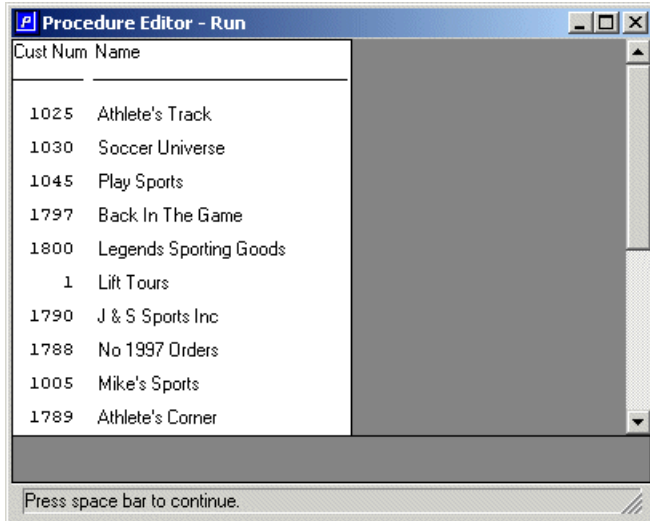 Procedure Editor - Run
Cust Num Name
1025 Athlete's Track
1030 Soccer Universe
1045 Play Sports
1797 Back In The Game
1800 Legends Sporting Goods
1 Lift Tours
1790 J & S Sports Inc
1788 No 1997 Orders
1005 Mike's Sports
1789 Athlete's Corner
Press space bar to continue.